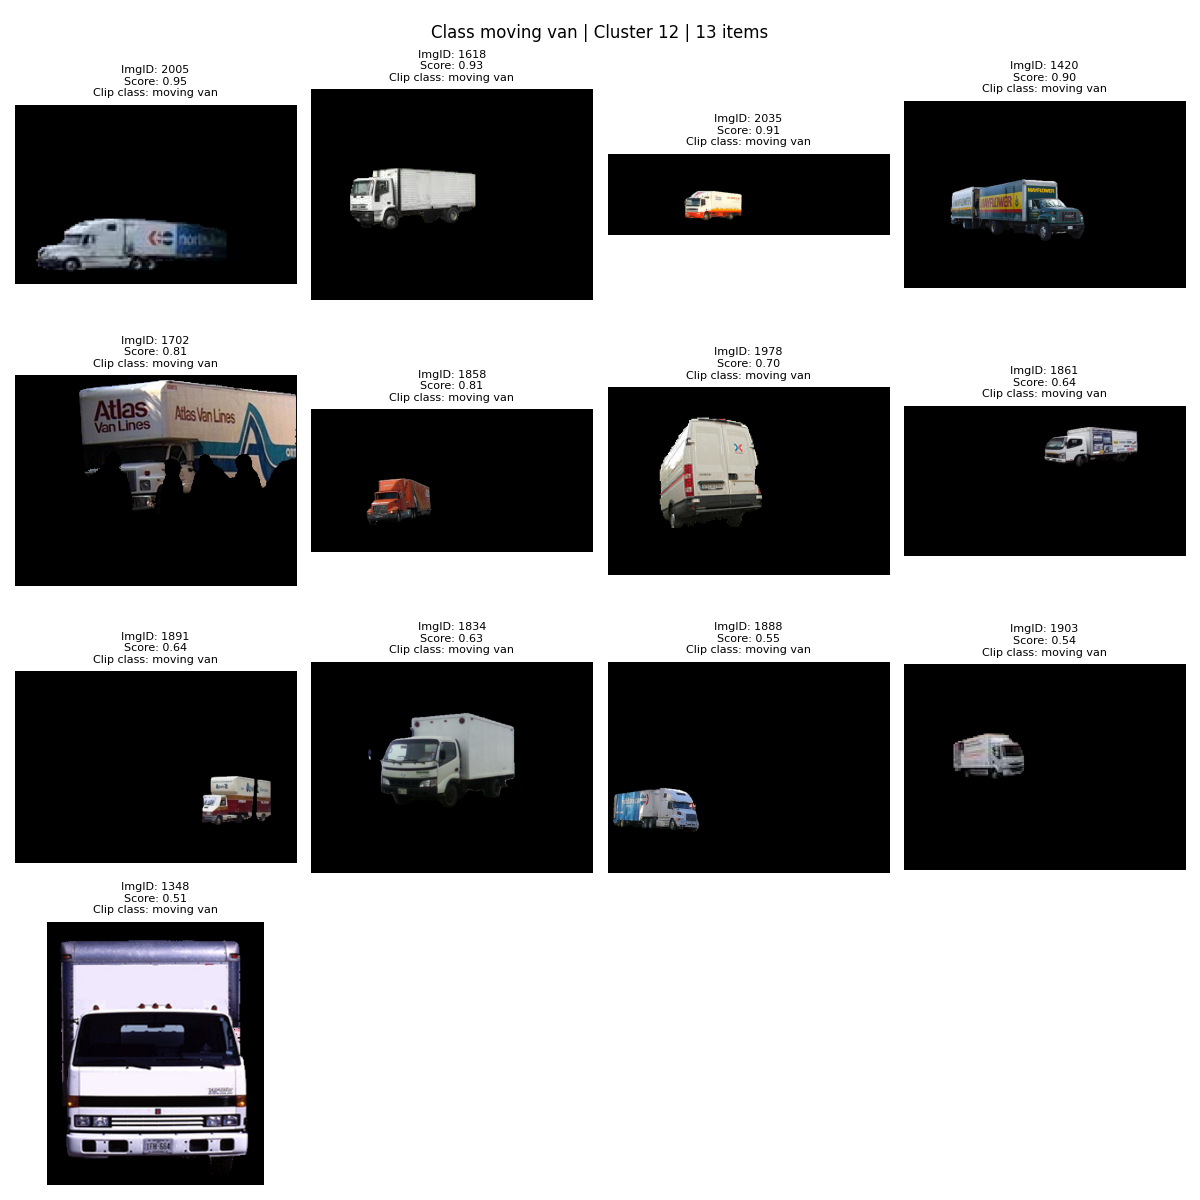 Class moving van | Cluster 12 | 13 items
ImgID: 2005
Score: 0.95
Clip class: moving van
ImgID: 1618
Score: 0.93
Clip class: moving van
ImgID: 2035
Score: 0.91
Clip class: moving van
ImgID: 1420
Score: 0.90
Clip class: moving van
MAYFLOWER
MAYFLOWER
MAYFLOWER
ImgID: 1702
Score: 0.81
Clip class: moving van
Atlas
Van Lines
Atlas Van Lines
ImgID: 1858
Score: 0.81
Clip class: moving van
ImgID: 1978
Score: 0.70
Clip class: moving van
ImgID: 1861
Score: 0.64
Clip class: moving van
ImgID: 1891
Score: 0.64
Clip class: moving van
ImgID: 1834
Score: 0.63
Clip class: moving van
ImgID: 1888
Score: 0.55
Clip class: moving van
ImgID: 1903
Score: 0.54
Clip class: moving van
ImgID: 1348
Score: 0.51
Clip class: moving van